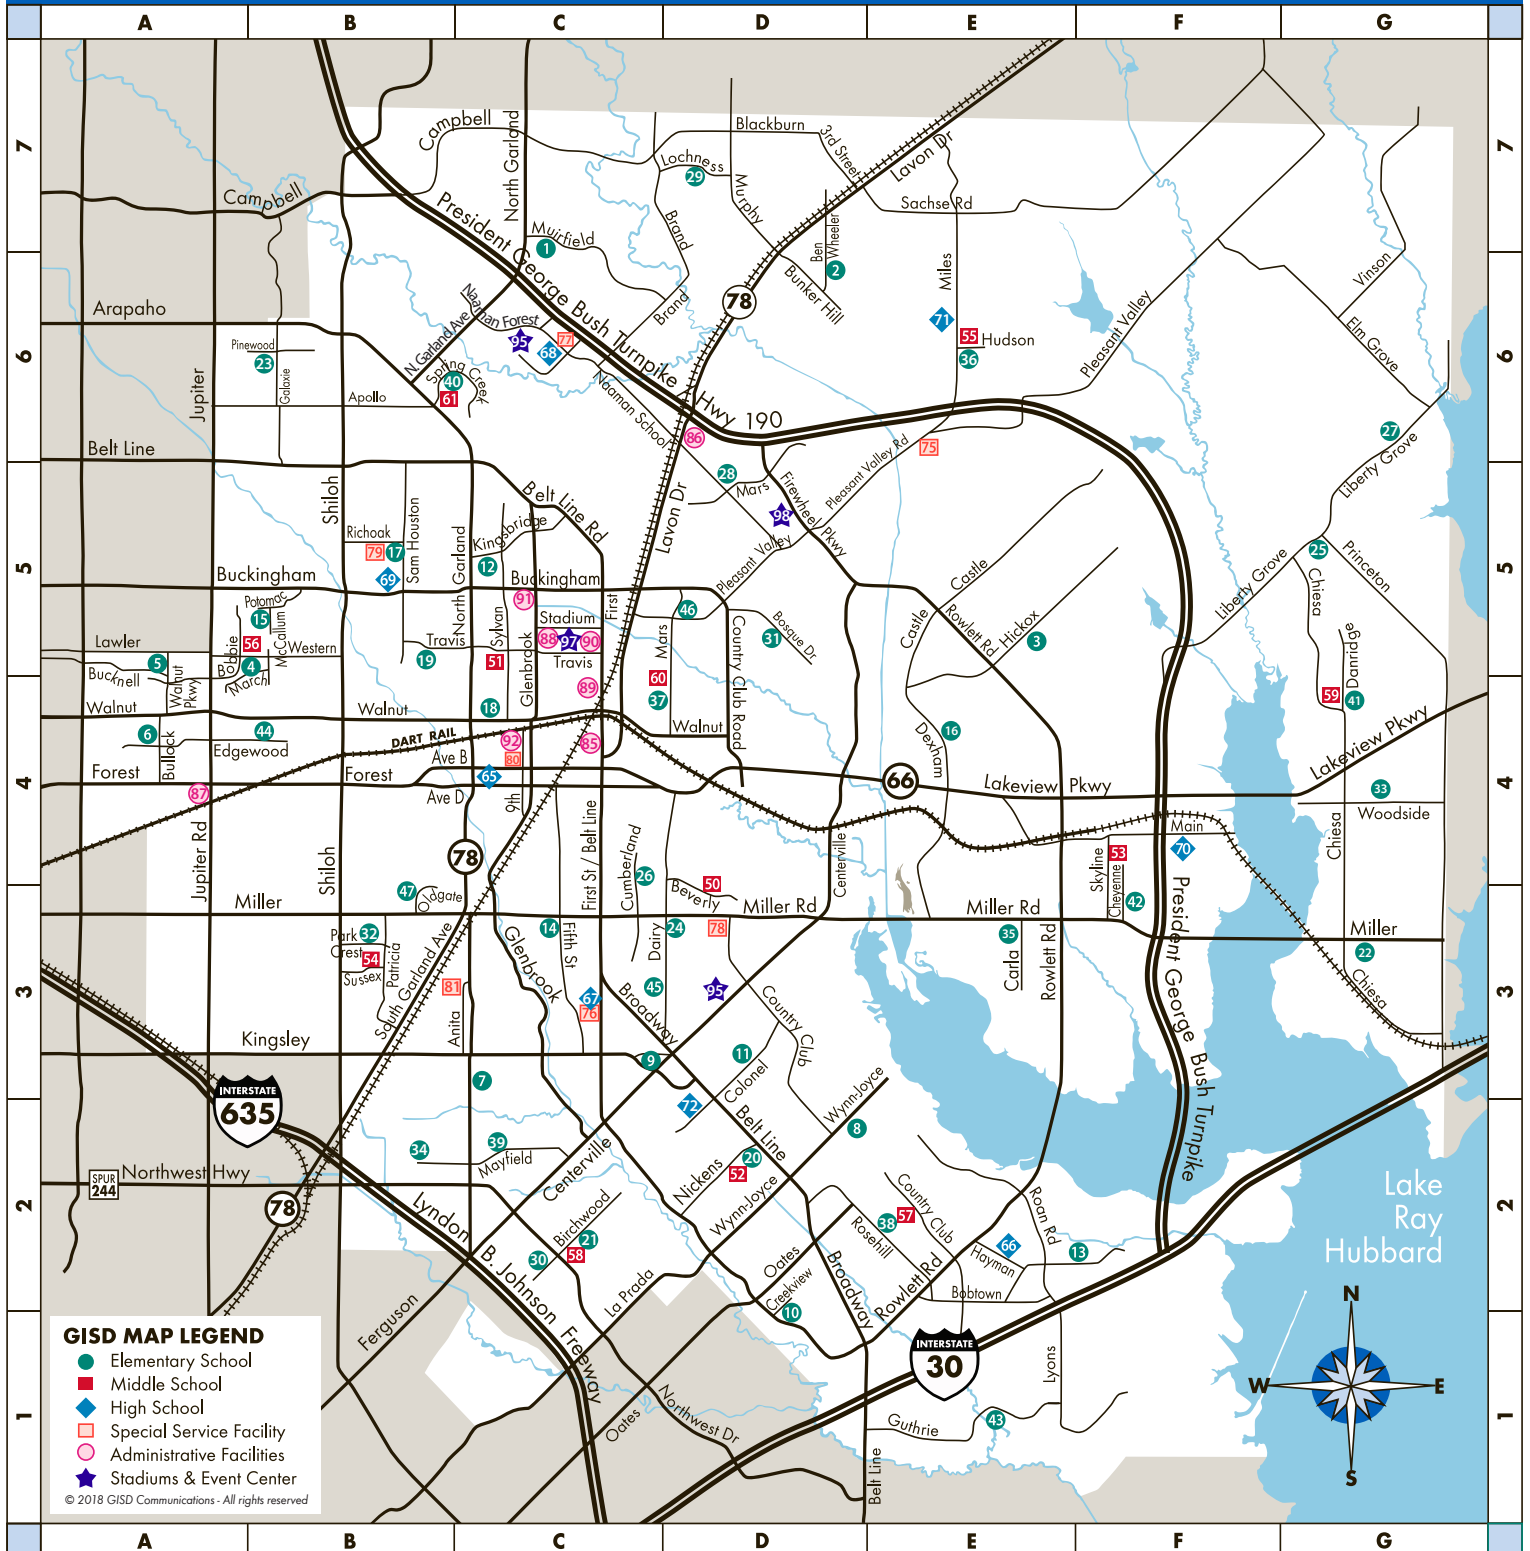 A B C D E F G
7
7
Campbell
North Garland
Blackburn
3rd Street
Lavon Dr
Lochness
29
Murphy
Campbell
President George Bush Turnpike Hwy 190
Sachse Rd
Muirfield
1
Brand
Ben Wheeler
2
Bunker Hill
Miles
Vinson
78
Brand
Naaman Forest
N. Garland Ave
95
68
77
71
55
Hudson
36
Pleasant Valley
Elm Grove
6
6
Arapaho
Pinewood
23
Galaxie
Jupiter
Apollo
Spring Creek
40
61
Naaman School
86
75
27
Liberty Grove
Belt Line
Shiloh
Sam Houston
Richoak
79
17
69
North Garland
Kingsbridge
12
Belt Line Rd
Lavon Dr
28
Mars
Firewheel Pkwy
98
Pleasant Valley Rd
Pleasant Valley
25
Princeton
Chiesa
Liberty Grove
5
5
Buckingham
Buckingham
91
Castle
Castle
Rowlett Rd
Hickox
3
Potomac
15
McCallum
56
Bobbie
4
March
Western
Lawler
5
Bucknell
Walnut Pkwy
Travis
19
Sylvan
51
Glenbrook
Stadium
88
97
90
Travis
First
89
Mars
46
60
37
Country Club Road
31
Bosque Dr
Danridge
59
41
Walnut
Walnut
18
Walnut
6
Bullock
44
Edgewood
DART RAIL
92
85
Ave B
80
16
Dexham
66
Lakeview Pkwy
Lakeview Pkwy
4
4
Forest
Forest
65
Ave D
9th
87
33
Woodside
Jupiter Rd
Shiloh
78
First St / Belt Line
Cumberland
26
Centerville
Main
70
53
Skyline
Cheyenne
42
Chiesa
Miller
47
Oldgate
50
Beverly
Miller Rd
Miller Rd
Miller
22
Chiesa
Park Crest
32
54
Sussex
Patricia
South Garland Ave
81
Anita
Glenbrook
14
Fifth St
67
76
Dairy
24
78
45
Broadway
95
Country Club
35
Carla
Rowlett Rd
President George Bush Turnpike
3
3
Kingsley
7
9
11
Colonel
72
Belt Line
Wynn-Joyce
8
INTERSTATE
635
34
39
Mayfield
Centerville
20
52
Nickens
Wynn-Joyce
SPUR
244
Northwest Hwy
78
2
2
Lyndon B. Johnson Freeway
Birchwood
21
58
30
La Prada
Oates
Creekview
10
Broadway
Rosehill
38
57
Country Club
Rowlett Rd
66
Hayman
Bobtown
Roan Rd
13
Lake
Ray
Hubbard
Ferguson
INTERSTATE
30
Lyons
Oates
Northwest Dr
Guthrie
43
Belt Line
1
1
N
W E
S
GISD MAP LEGEND
Elementary School
Middle School
High School
Special Service Facility
Administrative Facilities
Stadiums & Event Center
© 2018 GISD Communications - All rights reserved
A B C D E F G